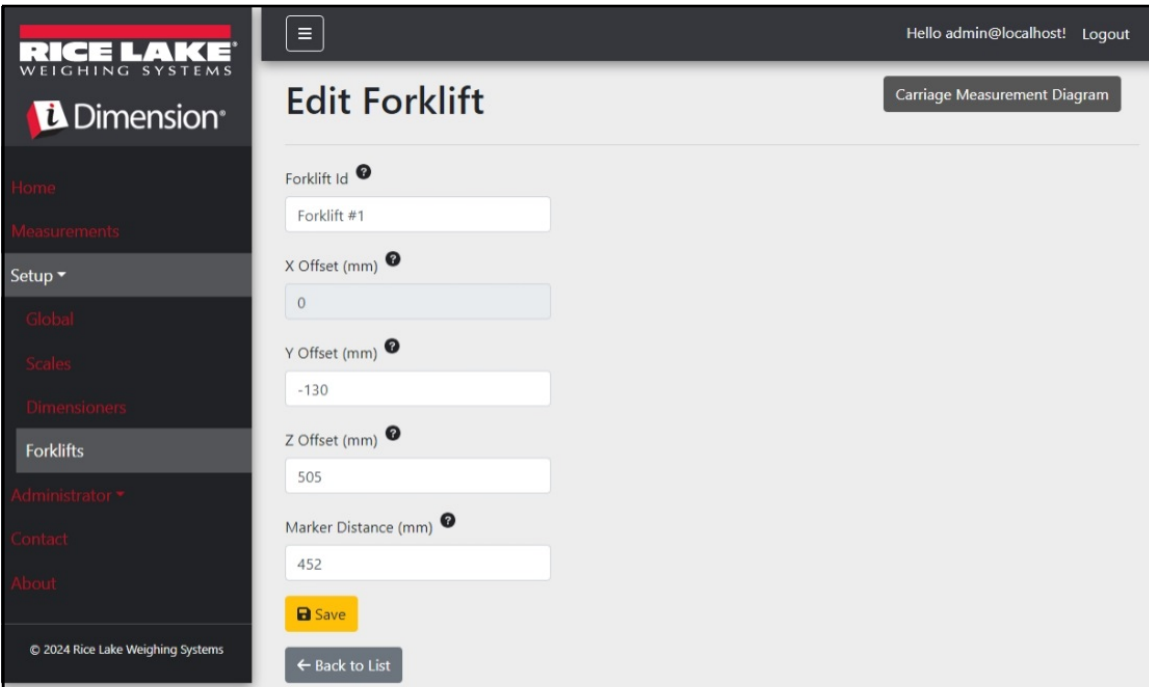 RICE LAKE®
WEIGHING SYSTEMS
i Dimension®
Home
Measurements
Setup
Global
Scales
Dimensioners
Forklifts
Administrator
Contact
About
© 2024 Rice Lake Weighing Systems
Hello admin@localhost! Logout
Edit Forklift
Carriage Measurement Diagram
Forklift Id ?
Forklift #1
X Offset (mm) ?
0
Y Offset (mm) ?
-130
Z Offset (mm) ?
505
Marker Distance (mm) ?
452
Save
← Back to List